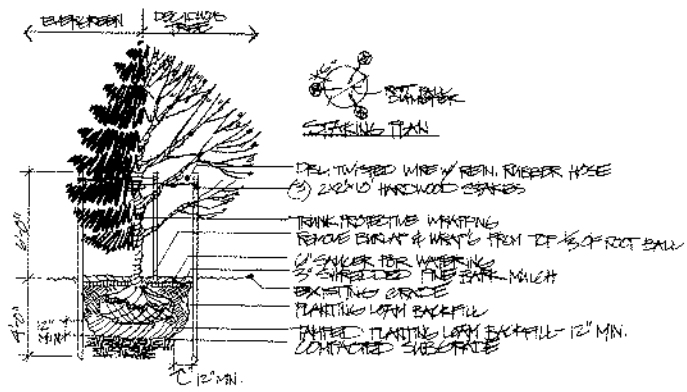 EVERGREEN
DECIDUOUS
TREE
ROOT BALL
DIAMETER
STAKING PLAN
DBL. TWISTED WIRE W/ REIN. RUBBER HOSE
(3) 2"X2"X10' HARDWOOD STAKES
TRUNK PROTECTIVE WRAPPING
REMOVE BURLAP & WRAP'G FROM TOP ⅓ OF ROOT BALL
6" SAUCER FOR WATERING
3" SHREDDED PINE BARK MULCH
EXISTING GRADE
PLANTING LOAM BACKFILL
TAMPED PLANTING LOAM BACKFILL - 12" MIN.
COMPACTED SUBGRADE
6'-0"
4'-0"
12" MIN.